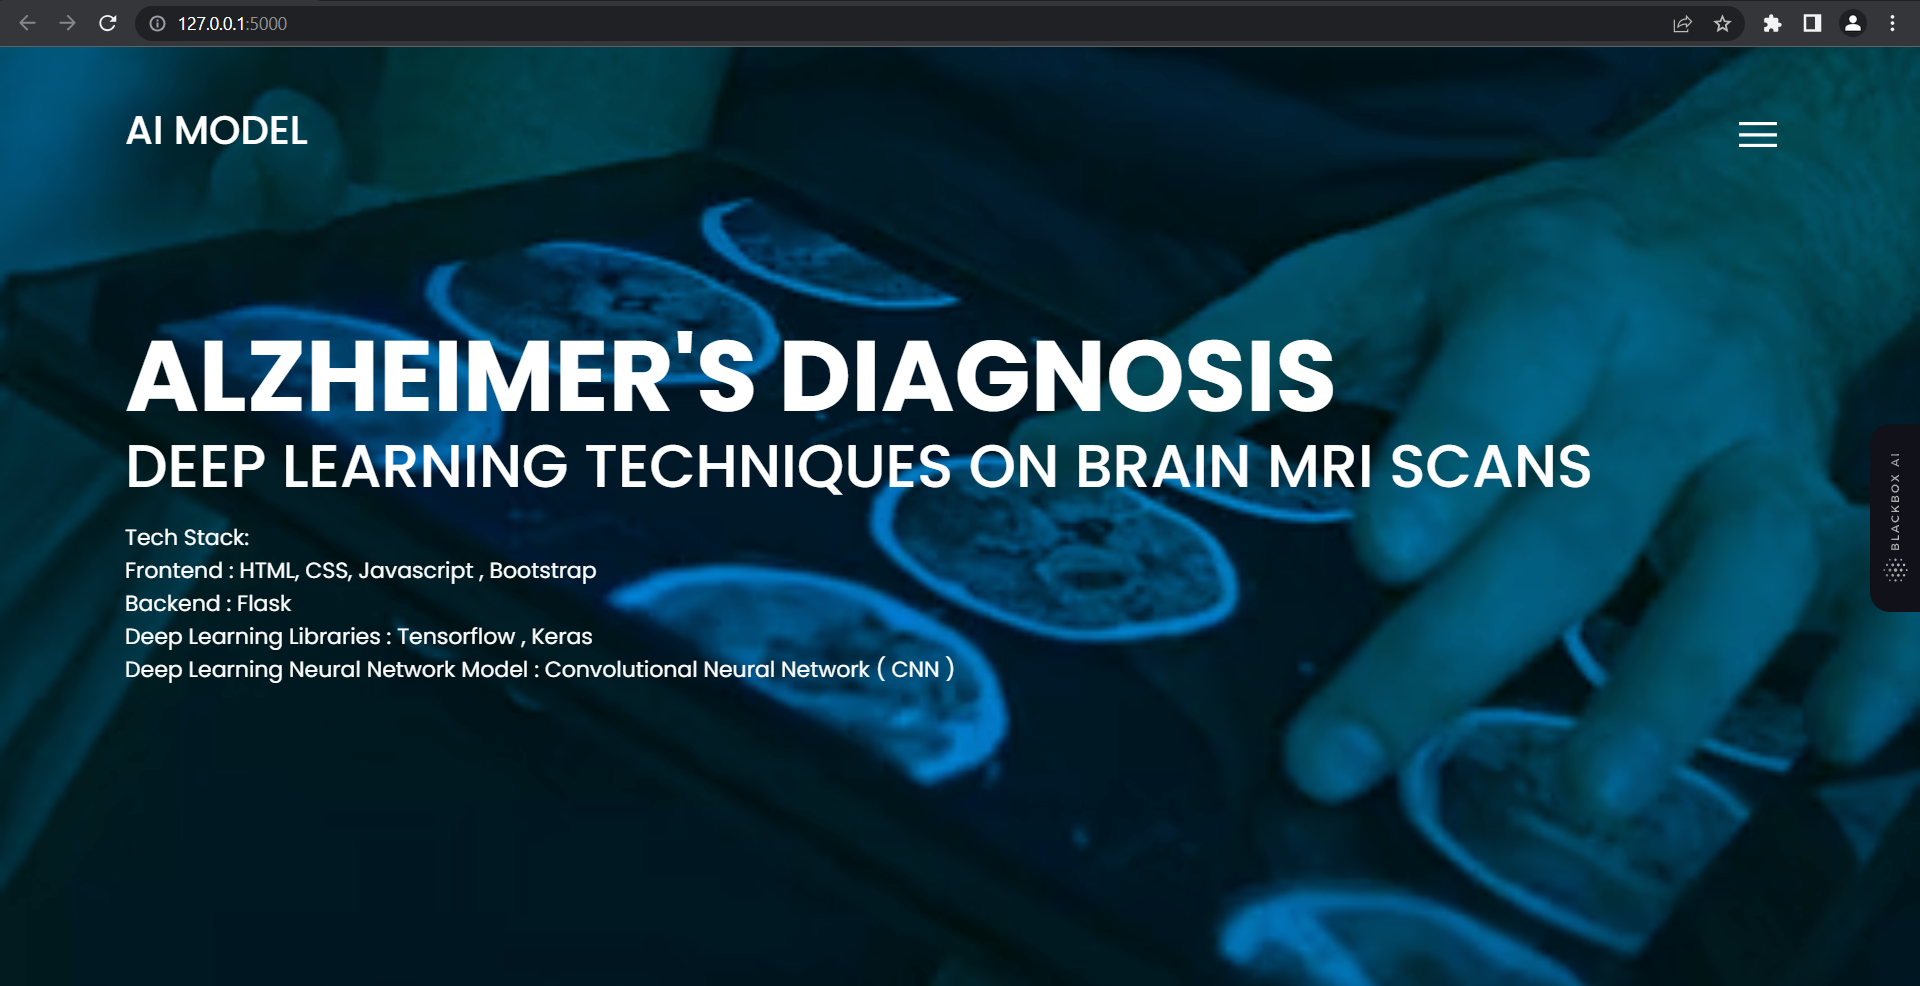 127.0.0.1:5000
AI MODEL
ALZHEIMER'S DIAGNOSIS
DEEP LEARNING TECHNIQUES ON BRAIN MRI SCANS
Tech Stack:
Frontend : HTML, CSS, Javascript , Bootstrap
Backend : Flask
Deep Learning Libraries : Tensorflow , Keras
Deep Learning Neural Network Model : Convolutional Neural Network ( CNN )
BLACKBOX AI